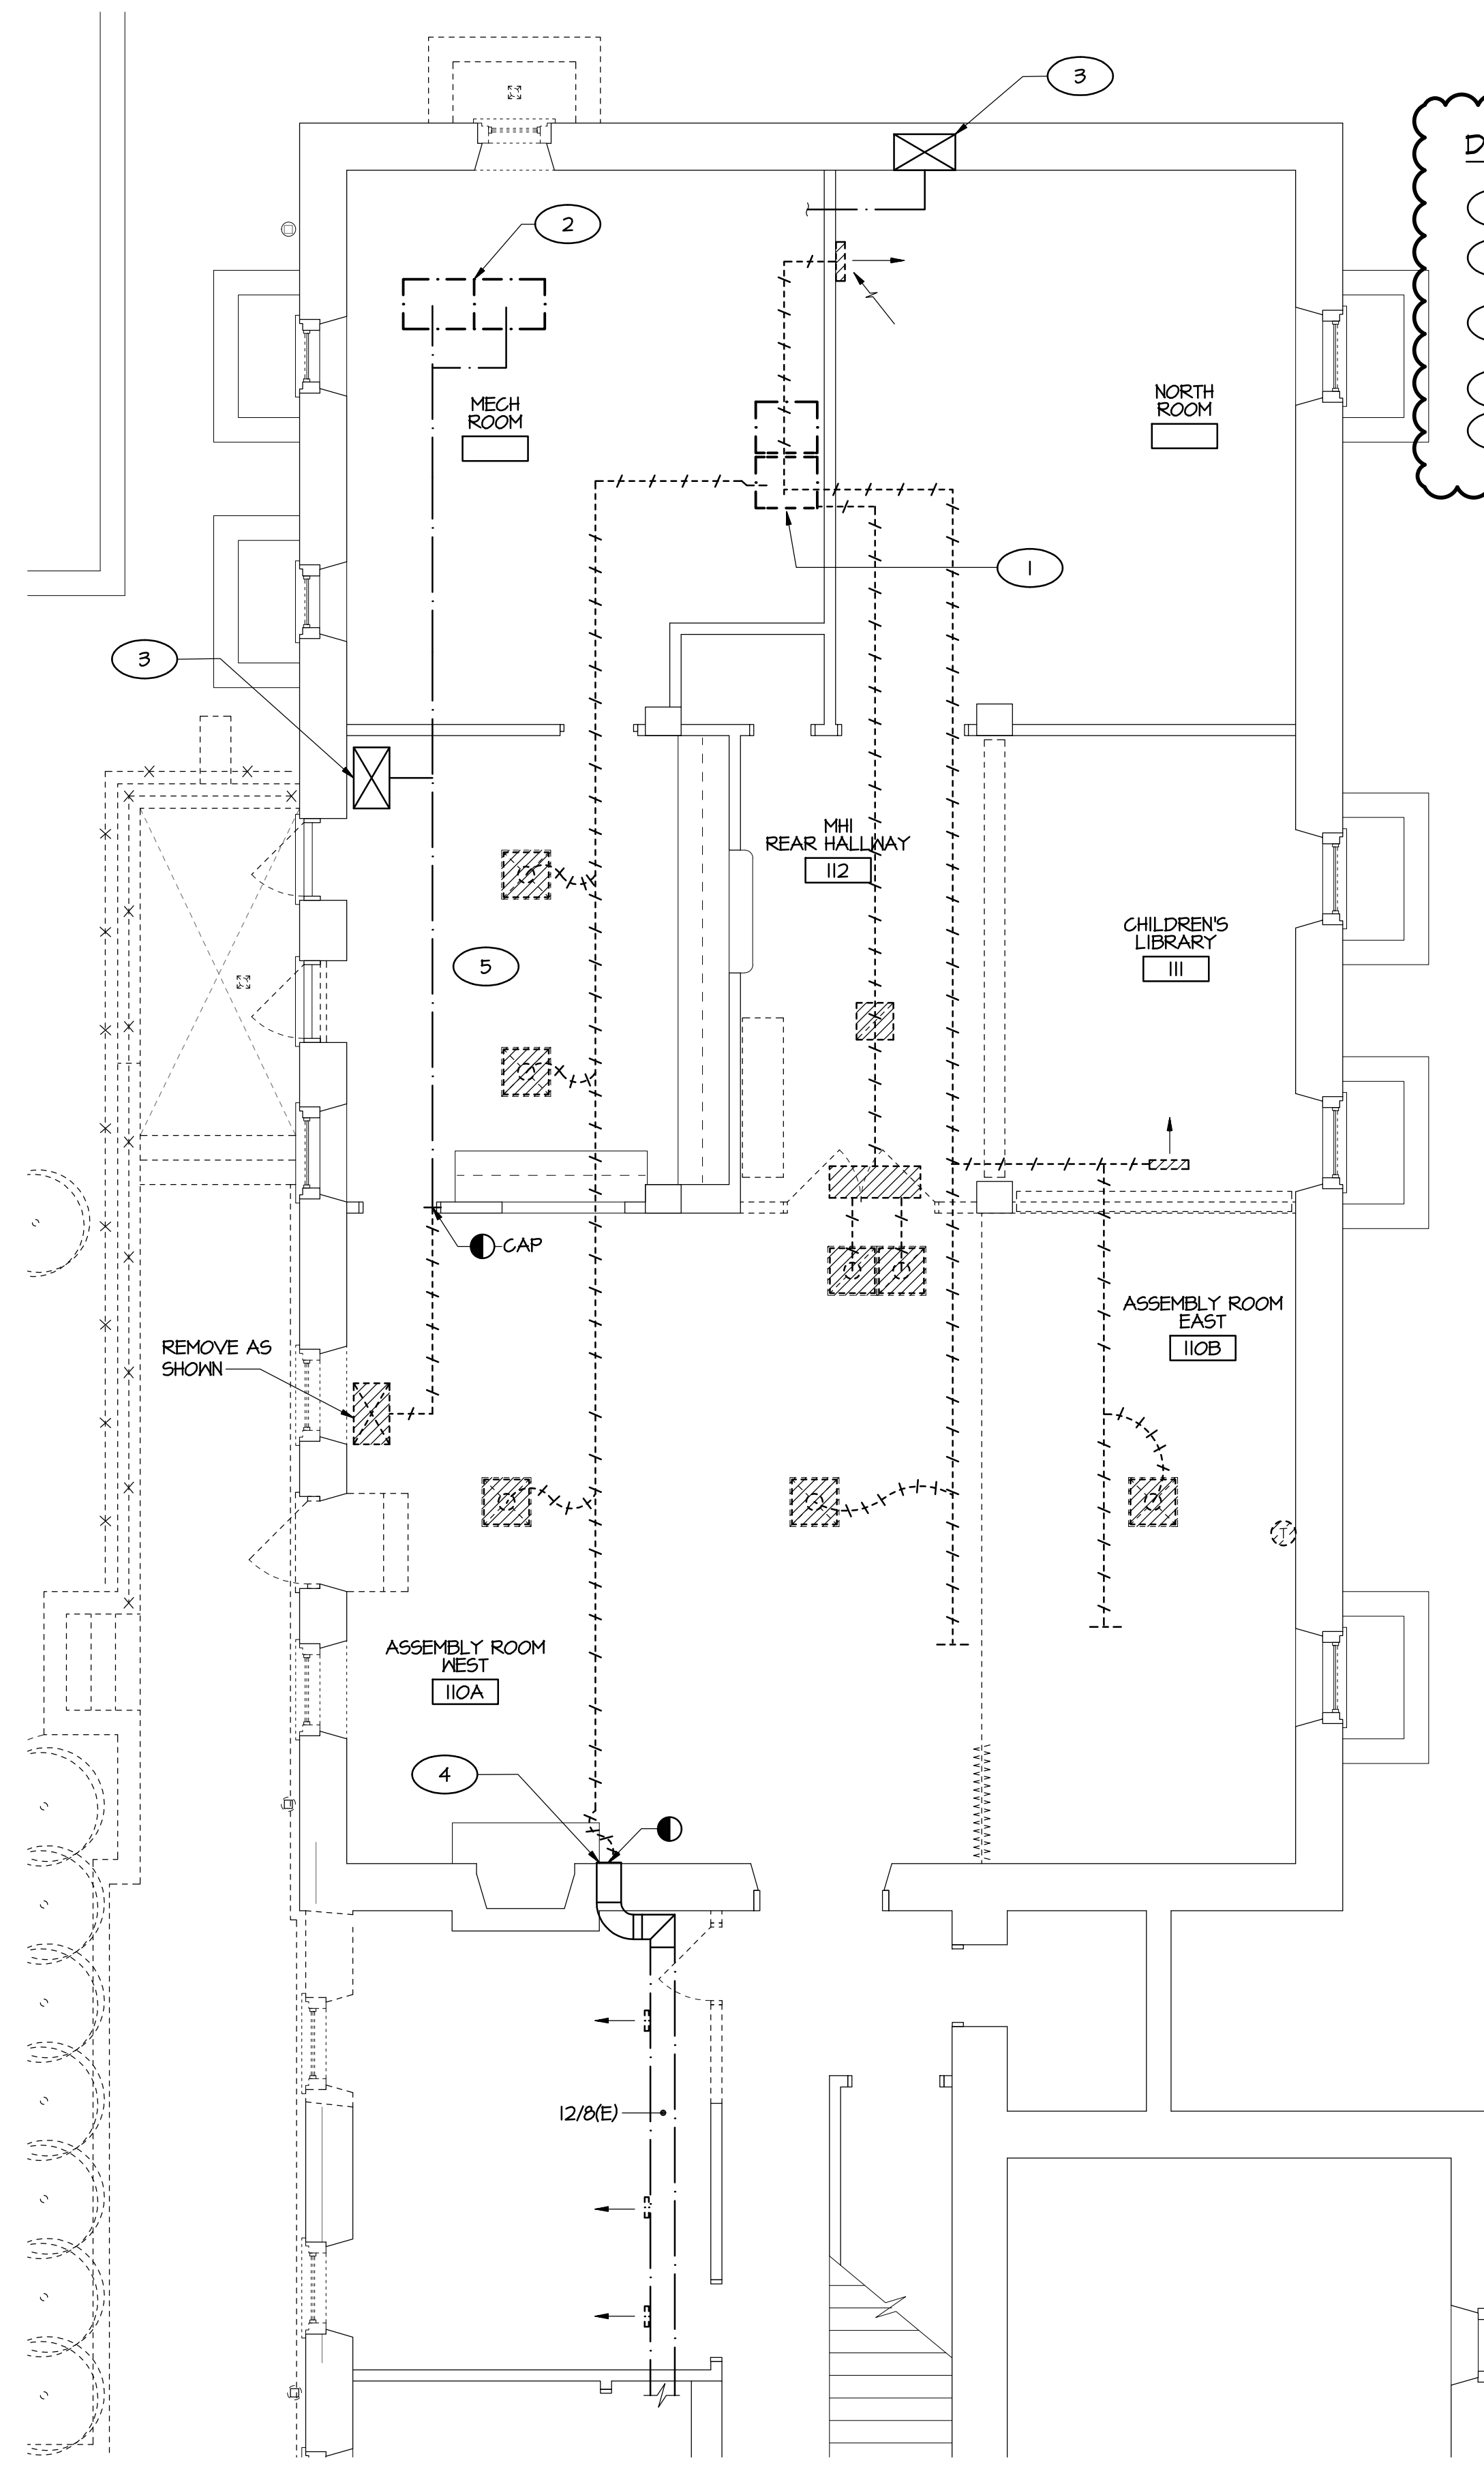 3
D
2
MECH
ROOM
NORTH
ROOM
1
3
MHI
REAR HALLWAY
112
CHILDREN'S
LIBRARY
111
5
CAP
ASSEMBLY ROOM
EAST
110B
REMOVE AS
SHOWN
T
ASSEMBLY ROOM
WEST
110A
4
12/8(E)